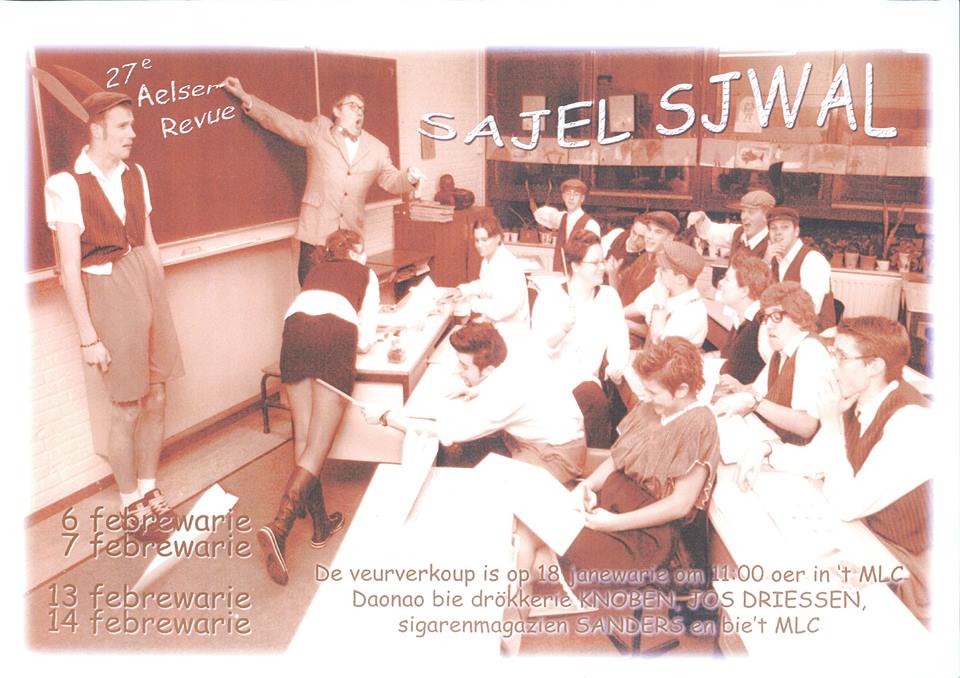 27e
Aelser
Revue
SAJEL SJWAL
6 febrewarie
7 febrewarie
13 febrewarie
14 febrewarie
De veurverkoup is op 18 janewarie om 11:00 oer in 't MLC
Daonao bie drökkerie KNOBEN, JOS DRIESSEN,
sigarenmagazien SANDERS en bie't MLC